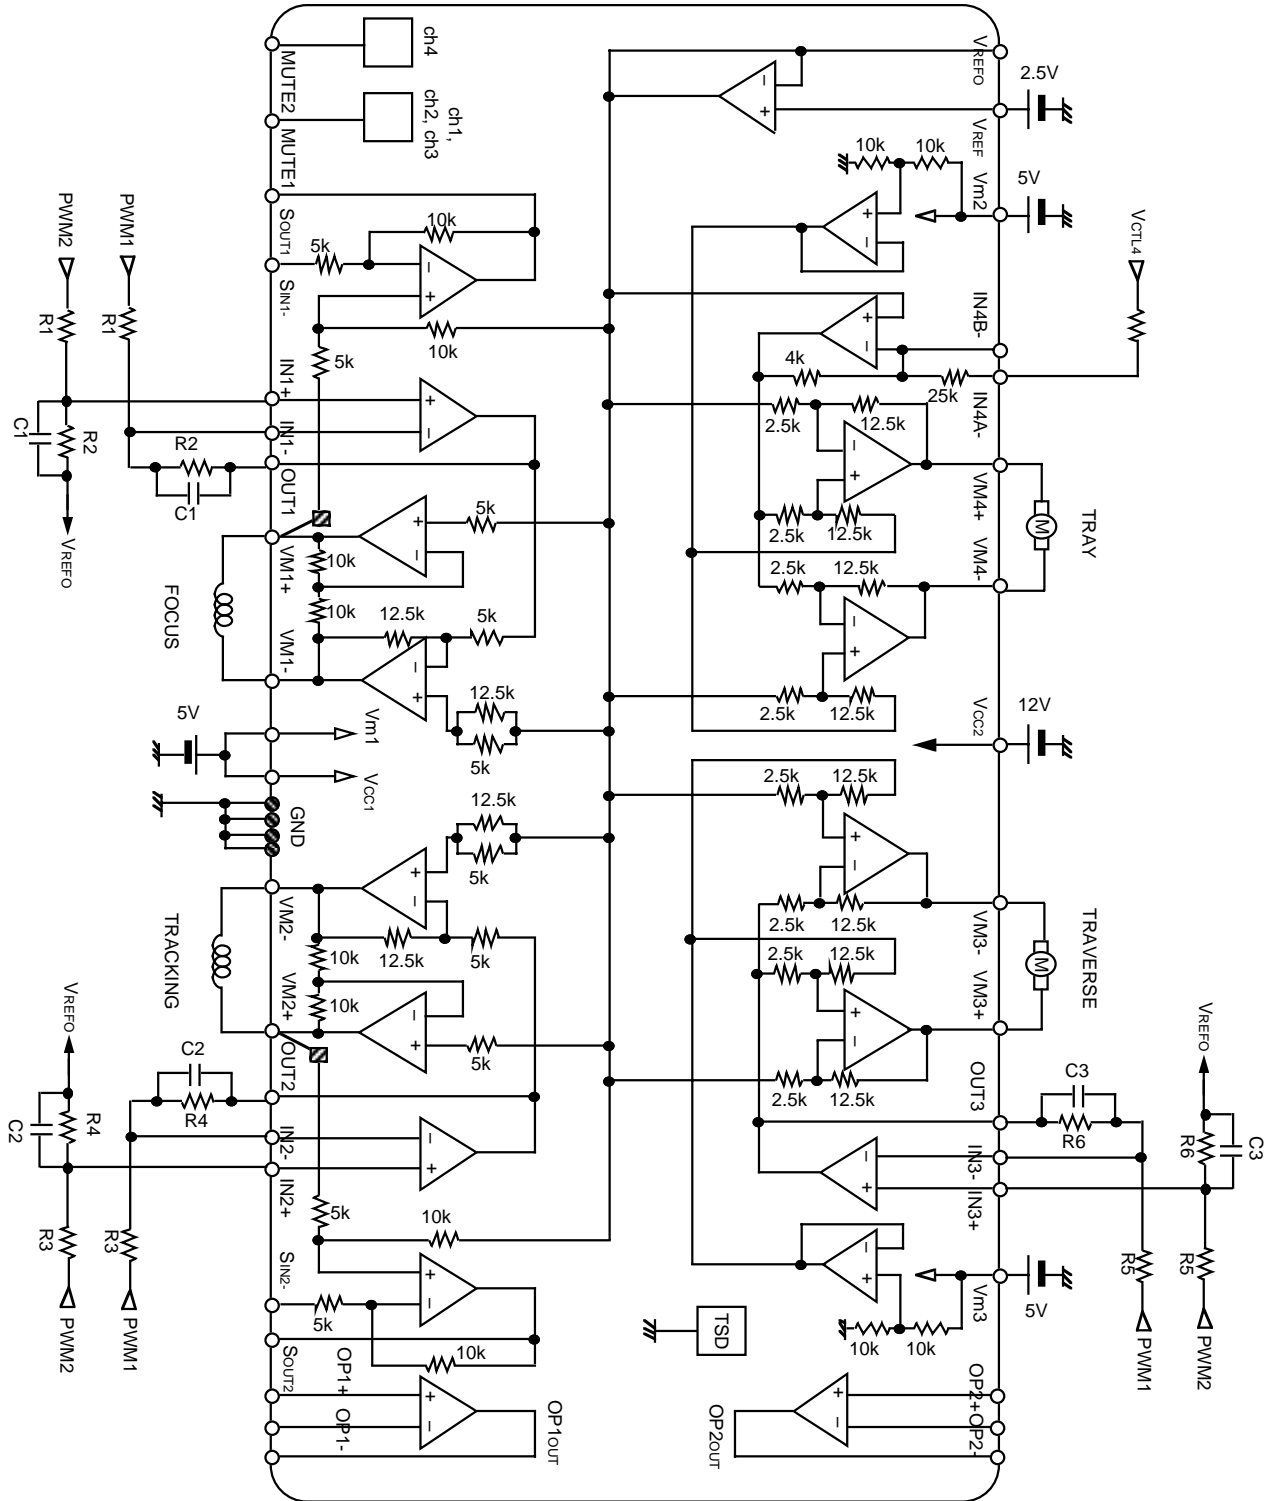 ch4
ch1,
ch2, ch3
MUTE2
MUTE1
SOUT1
SIN1-
IN1+
IN1-
OUT1
VM1+
VM1-
Vm1
VCC1
GND
VM2-
VM2+
OUT2
IN2-
IN2+
SIN2-
SOUT2
OP1+
OP1-
OP1OUT
PWM2
PWM1
R1
R1
C1
R2
R2
C1
VREFO
FOCUS
5V
TRACKING
VREFO
C2
R4
C2
R4
R3
R3
PWM2
PWM1
5k
10k
+
−
10k
5k
+
−
5k
+
−
10k
10k
12.5k
5k
−
+
12.5k
5k
12.5k
5k
+
−
12.5k
5k
10k
10k
−
+
5k
−
+
5k
10k
+
−
5k
10k
+
−
VREFO
2.5V
VREF
Vm2
5V
VCTL4
IN4B-
IN4A-
VM4+
VM4-
TRAY
M
VCC2
12V
VM3-
VM3+
TRAVERSE
M
OUT3
IN3-
IN3+
Vm3
5V
OP2+
OP2-
OP2OUT
VREFO
C3
R6
R6
C3
R5
R5
PWM1
PWM2
−
+
10k
10k
+
−
+
−
4k
25k
2.5k
12.5k
−
+
2.5k
12.5k
2.5k
12.5k
−
+
2.5k
12.5k
2.5k
12.5k
+
−
2.5k
12.5k
2.5k
12.5k
+
−
2.5k
12.5k
−
+
−
+
10k
10k
TSD
+
−